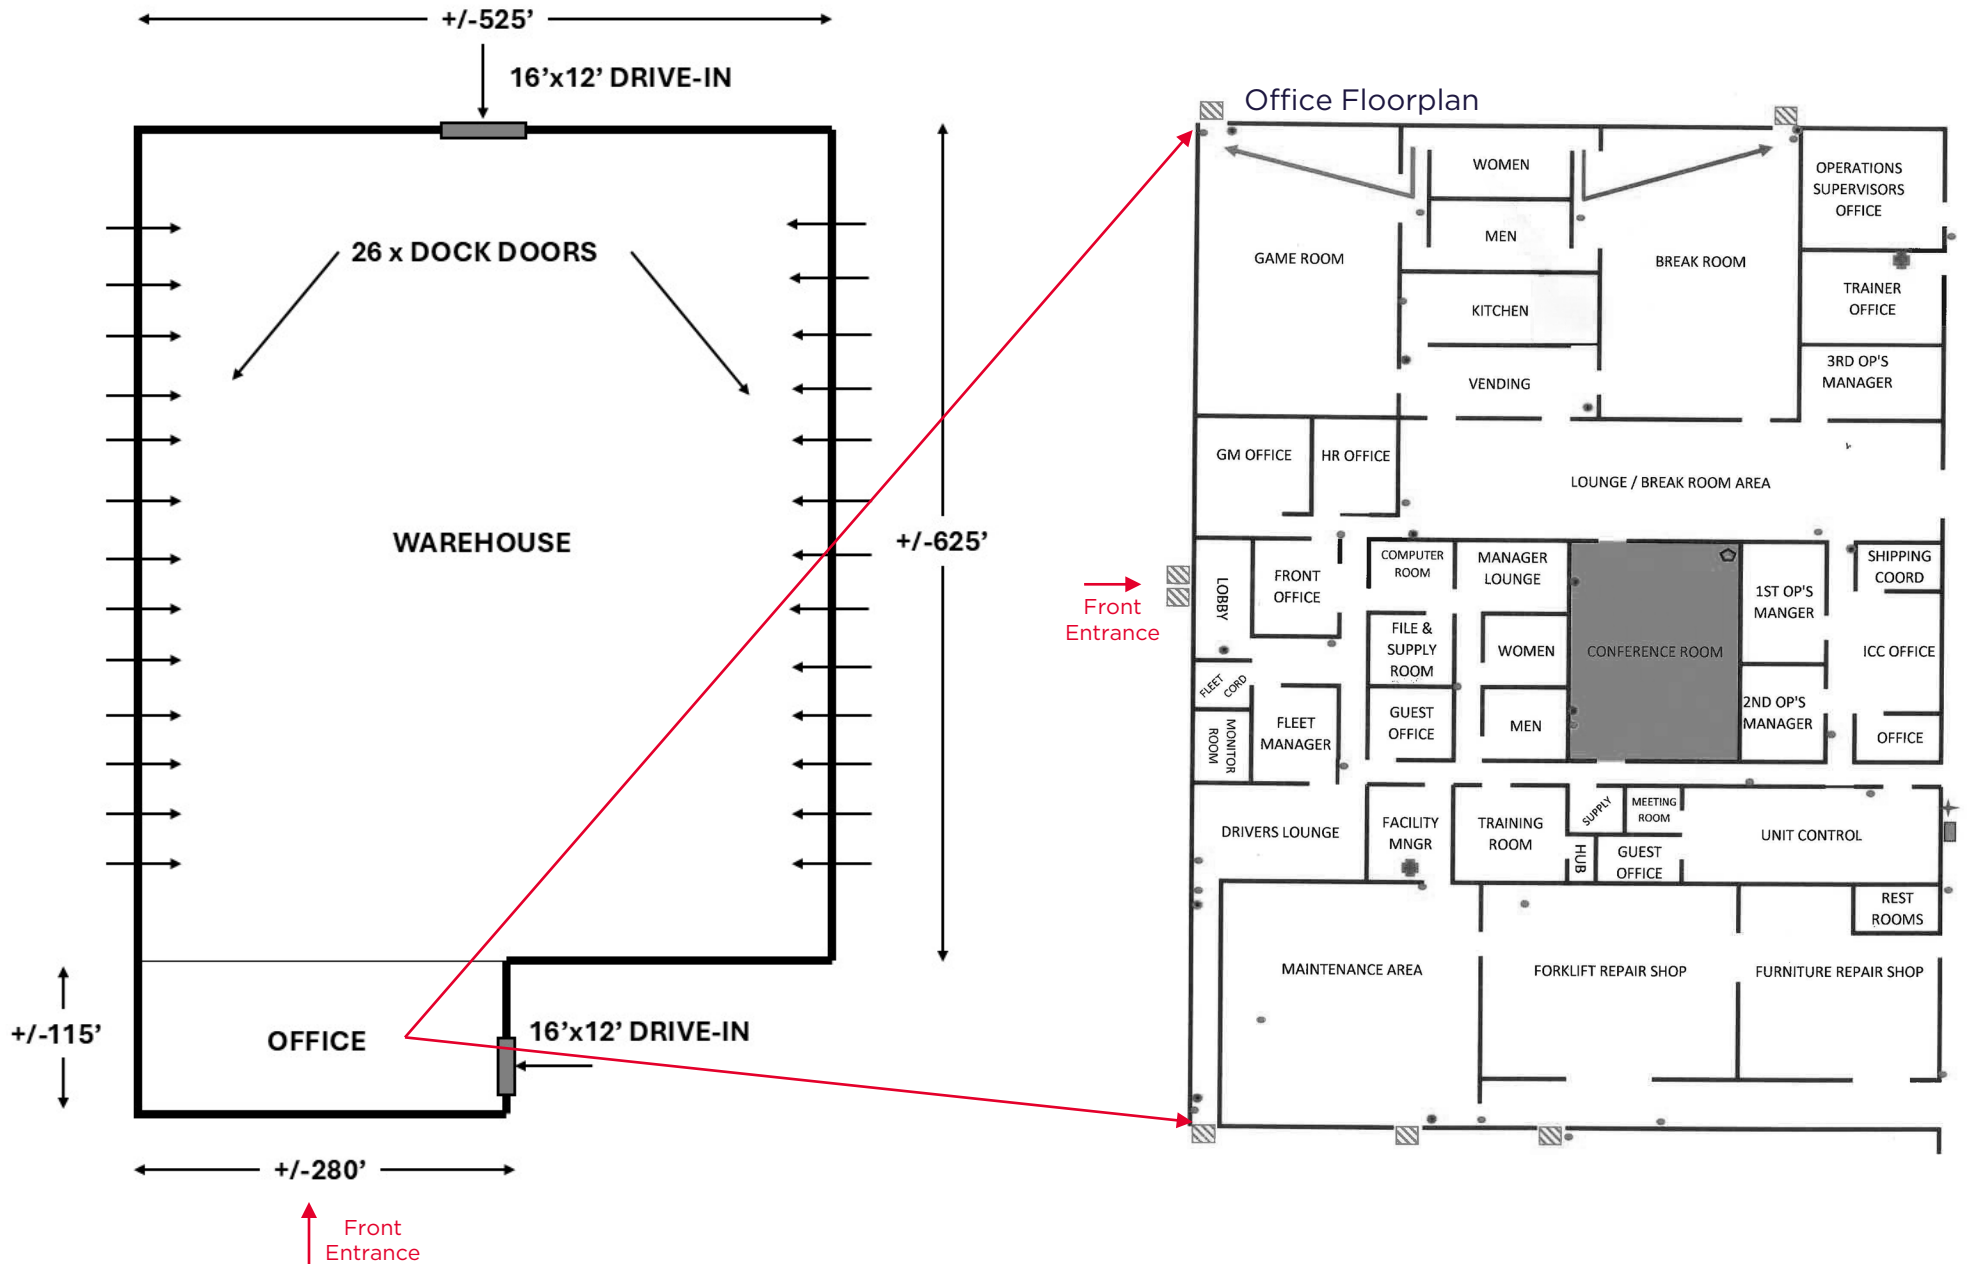 +/-525'
16'x12' DRIVE-IN
26 x DOCK DOORS
WAREHOUSE
+/-625'
+/-115'
OFFICE
16'x12' DRIVE-IN
+/-280'
Front
Entrance
Office Floorplan
WOMEN
MEN
GAME ROOM
KITCHEN
VENDING
BREAK ROOM
OPERATIONS
SUPERVISORS
OFFICE
TRAINER
OFFICE
3RD OP'S
MANAGER
GM OFFICE
HR OFFICE
LOUNGE / BREAK ROOM AREA
Front
Entrance
LOBBY
FRONT
OFFICE
COMPUTER
ROOM
MANAGER
LOUNGE
FILE &
SUPPLY
ROOM
WOMEN
CONFERENCE ROOM
1ST OP'S
MANGER
SHIPPING
COORD
ICC OFFICE
FLEET
CORD
MONITOR
ROOM
FLEET
MANAGER
GUEST
OFFICE
MEN
2ND OP'S
MANAGER
OFFICE
DRIVERS LOUNGE
FACILITY
MNGR
TRAINING
ROOM
SUPPLY
MEETING
ROOM
HUB
GUEST
OFFICE
UNIT CONTROL
REST
ROOMS
MAINTENANCE AREA
FORKLIFT REPAIR SHOP
FURNITURE REPAIR SHOP